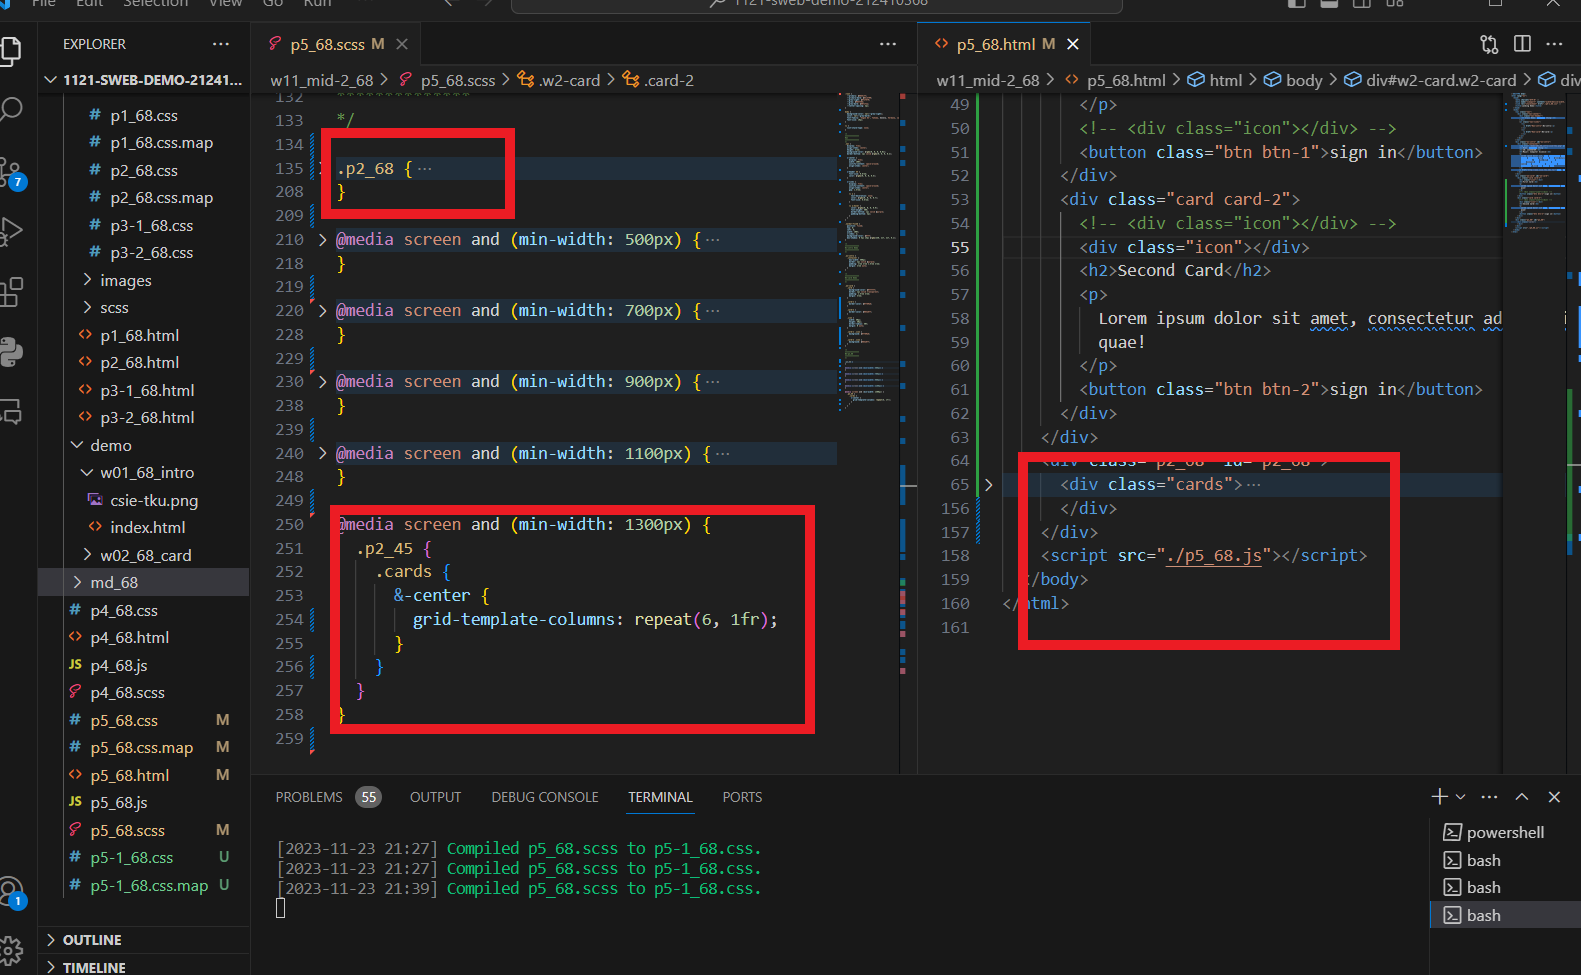 File Edit Selection View Go Run
1121-sweb-demo-212410568
EXPLORER
1121-SWEB-DEMO-21241...
p1_68.css
p1_68.css.map
p2_68.css
p2_68.css.map
p3-1_68.css
p3-2_68.css
images
scss
p1_68.html
p2_68.html
p3-1_68.html
p3-2_68.html
demo
w01_68_intro
csie-tku.png
index.html
w02_68_card
md_68
p4_68.css
p4_68.html
JS p4_68.js
p4_68.scss
p5_68.css M
p5_68.css.map M
p5_68.html M
JS p5_68.js
p5_68.scss M
p5-1_68.css U
p5-1_68.css.map U
OUTLINE
TIMELINE
7
1
p5_68.scss M
w11_mid-2_68 > p5_68.scss > .w2-card > .card-2
132
133 */
134
135 .p2_68 { ...
208 }
209
210 @media screen and (min-width: 500px) { ...
218 }
219
220 @media screen and (min-width: 700px) { ...
228 }
229
230 @media screen and (min-width: 900px) { ...
238 }
239
240 @media screen and (min-width: 1100px) { ...
248 }
249
250 @media screen and (min-width: 1300px) {
251 .p2_45 {
252 .cards {
253 &-center {
254 grid-template-columns: repeat(6, 1fr);
255 }
256 }
257 }
258 }
259
p5_68.html M
w11_mid-2_68 > p5_68.html > html > body > div#w2-card.w2-card > div
49 </p>
50 <!-- <div class="icon"></div> -->
51 <button class="btn btn-1">sign in</button>
52 </div>
53 <div class="card card-2">
54 <!-- <div class="icon"></div> -->
55 <div class="icon"></div>
56 <h2>Second Card</h2>
57 <p>
58 Lorem ipsum dolor sit amet, consectetur ad
59 quae!
60 </p>
61 <button class="btn btn-2">sign in</button>
62 </div>
63 </div>
64 <div class="p2_68" id="p2_68">
65 <div class="cards"> ...
156 </div>
157 </div>
158 <script src="./p5_68.js"></script>
159 </body>
160 </html>
161
PROBLEMS 55 OUTPUT DEBUG CONSOLE TERMINAL PORTS
[2023-11-23 21:27] Compiled p5_68.scss to p5-1_68.css.
[2023-11-23 21:27] Compiled p5_68.scss to p5-1_68.css.
[2023-11-23 21:39] Compiled p5_68.scss to p5-1_68.css.
powershell
bash
bash
bash